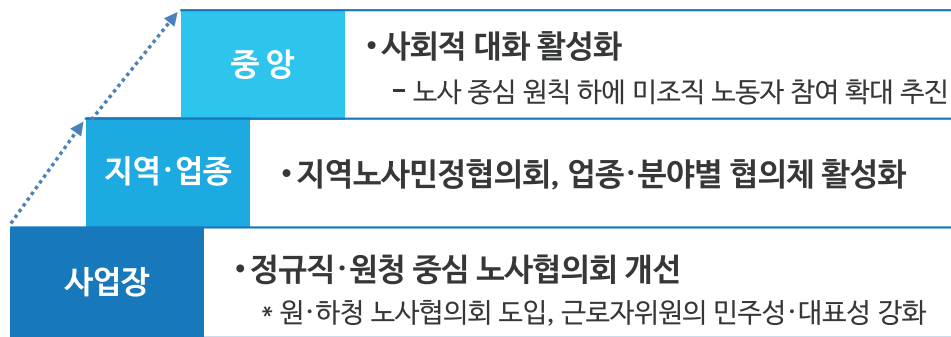 중 앙
• 사회적 대화 활성화
– 노사 중심 원칙 하에 미조직 노동자 참여 확대 추진
지역·업종
• 지역노사민정협의회, 업종·분야별 협의체 활성화
사업장
• 정규직·원청 중심 노사협의회 개선
* 원·하청 노사협의회 도입, 근로자위원의 민주성·대표성 강화